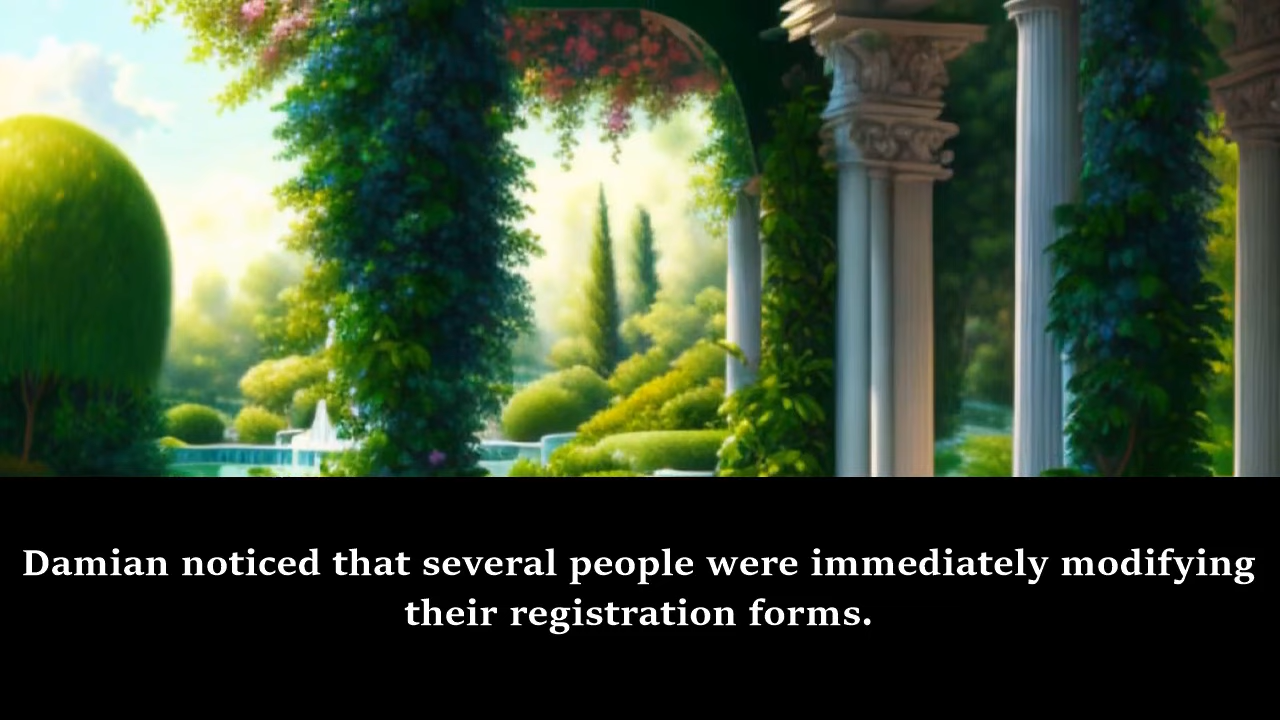 Damian noticed that several people were immediately modifying
their registration forms.